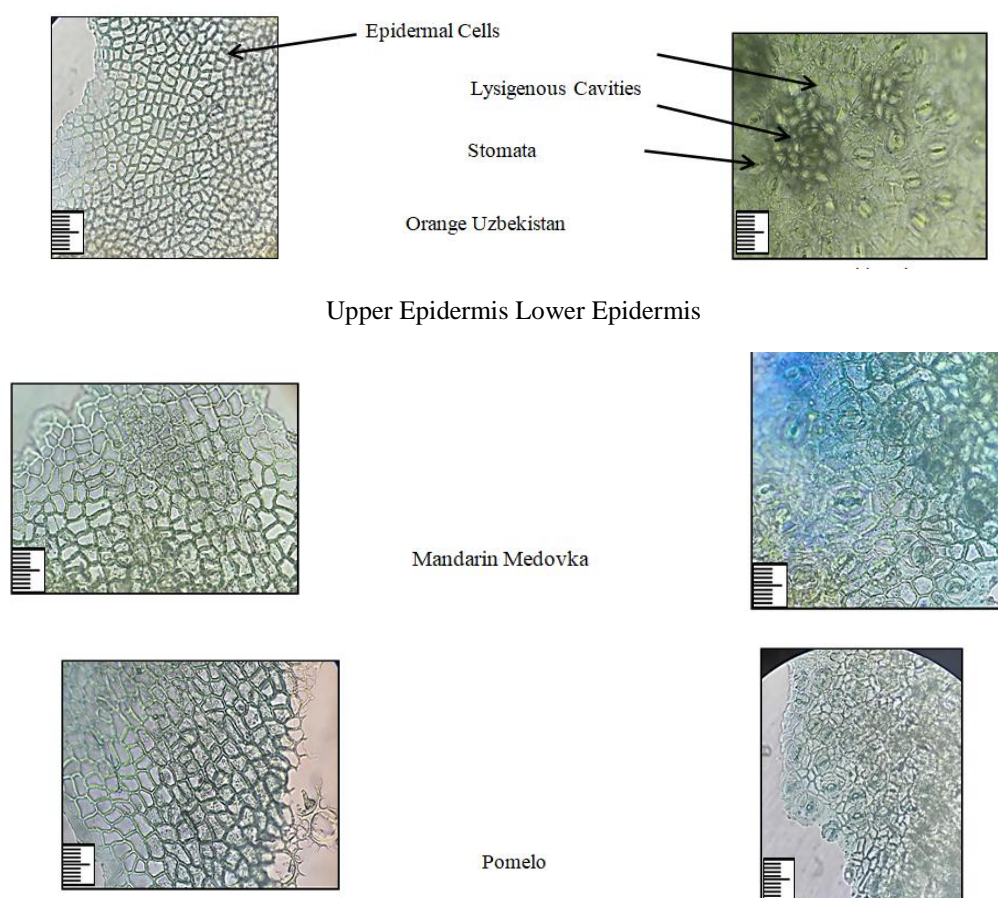 Epidermal Cells
Lysigenous Cavities
Stomata
Orange Uzbekistan
Upper Epidermis Lower Epidermis
Mandarin Medovka
Pomelo